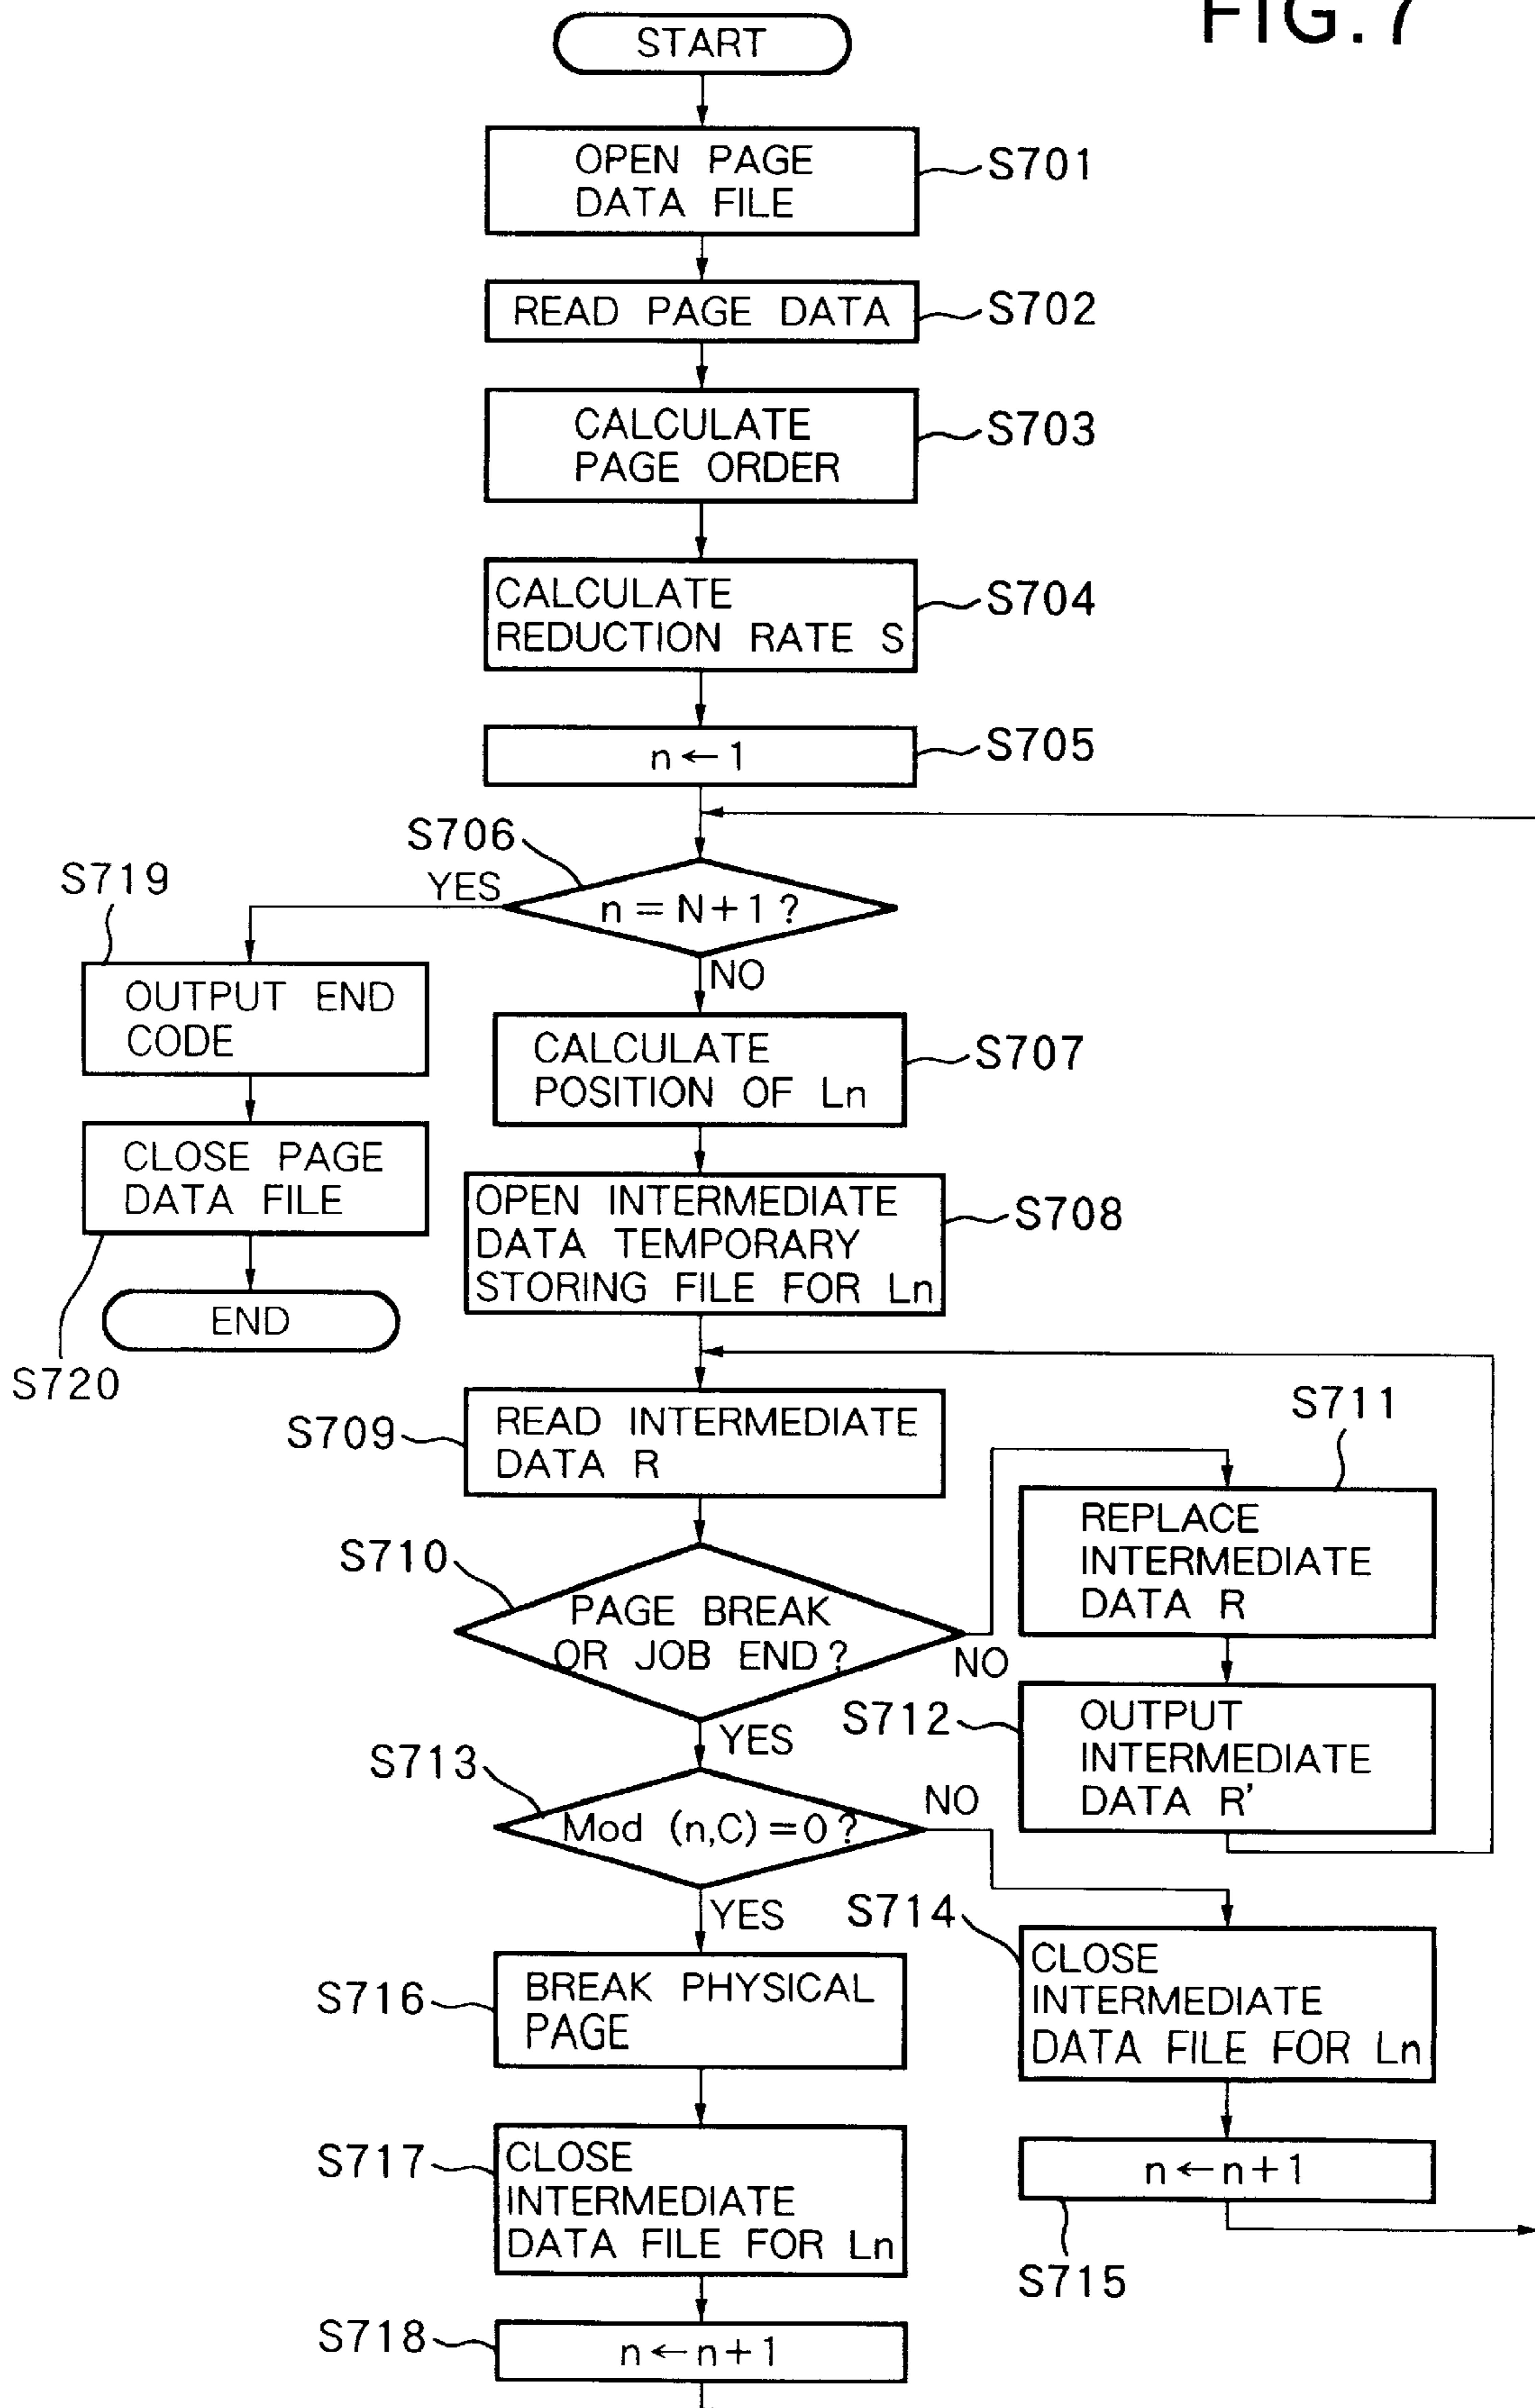 FIG. 7
START
OPEN PAGE
DATA FILE
S701
READ PAGE DATA
S702
CALCULATE
PAGE ORDER
S703
CALCULATE
REDUCTION RATE S
S704
n ← 1
S705
S706
n = N + 1 ?
YES
NO
S719
OUTPUT END
CODE
CLOSE PAGE
DATA FILE
END
S720
CALCULATE
POSITION OF Ln
S707
OPEN INTERMEDIATE
DATA TEMPORARY
STORING FILE FOR Ln
S708
S709
READ INTERMEDIATE
DATA R
S710
PAGE BREAK
OR JOB END?
NO
YES
S711
REPLACE
INTERMEDIATE
DATA R
S712
OUTPUT
INTERMEDIATE
DATA R'
S713
Mod (n,C) = 0 ?
NO
YES
S714
CLOSE
INTERMEDIATE
DATA FILE FOR Ln
n ← n + 1
S715
S716
BREAK PHYSICAL
PAGE
S717
CLOSE
INTERMEDIATE
DATA FILE FOR Ln
S718
n ← n + 1